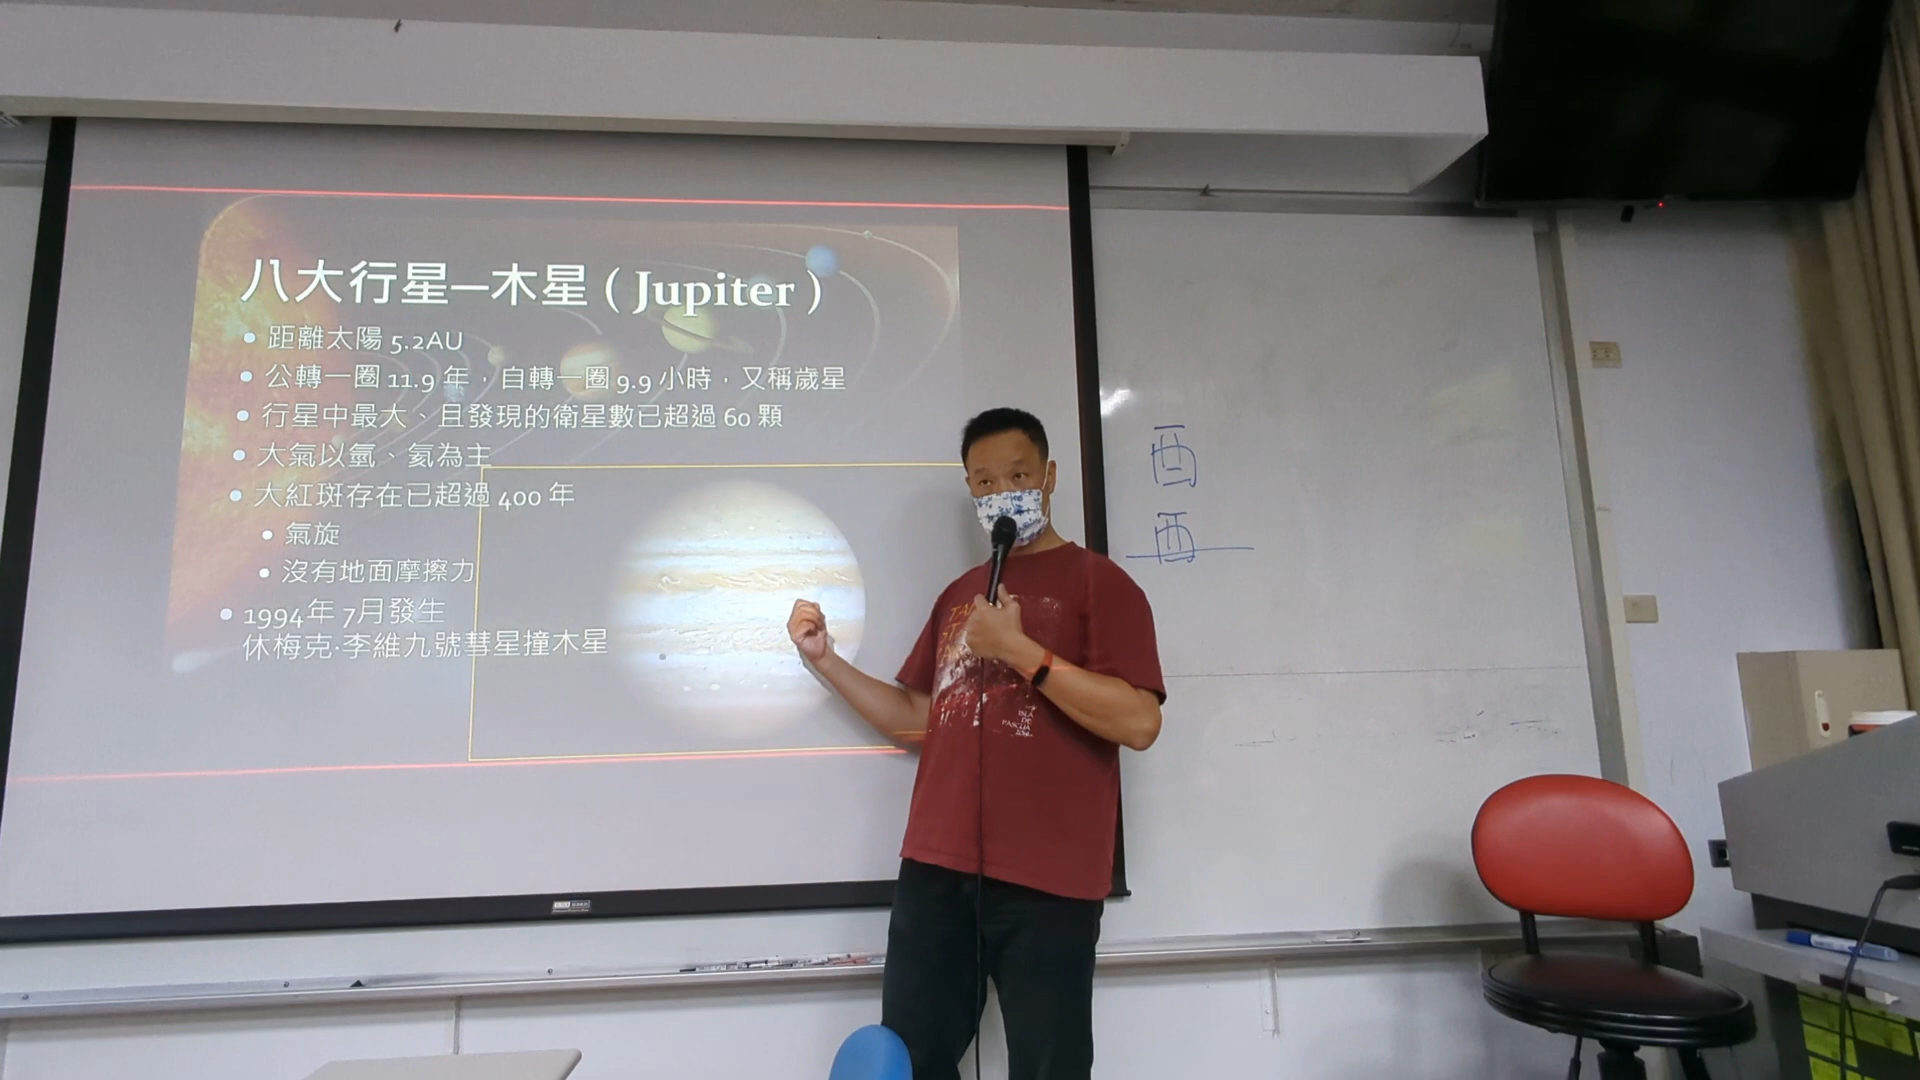 八大行星—木星(Jupiter)
• 距離太陽 5.2AU
• 公轉一圈 11.9 年，自轉一圈 9.9 小時，又稱歲星
• 行星中最大、且發現的衛星數已超過 60 顆
• 大氣以氫、氦為主
• 大紅斑存在已超過 400 年
• 氣旋
• 沒有地面摩擦力
• 1994年 7月發生
休梅克·李維九號彗星撞木星
酉
ISLA
DE
PASCUA